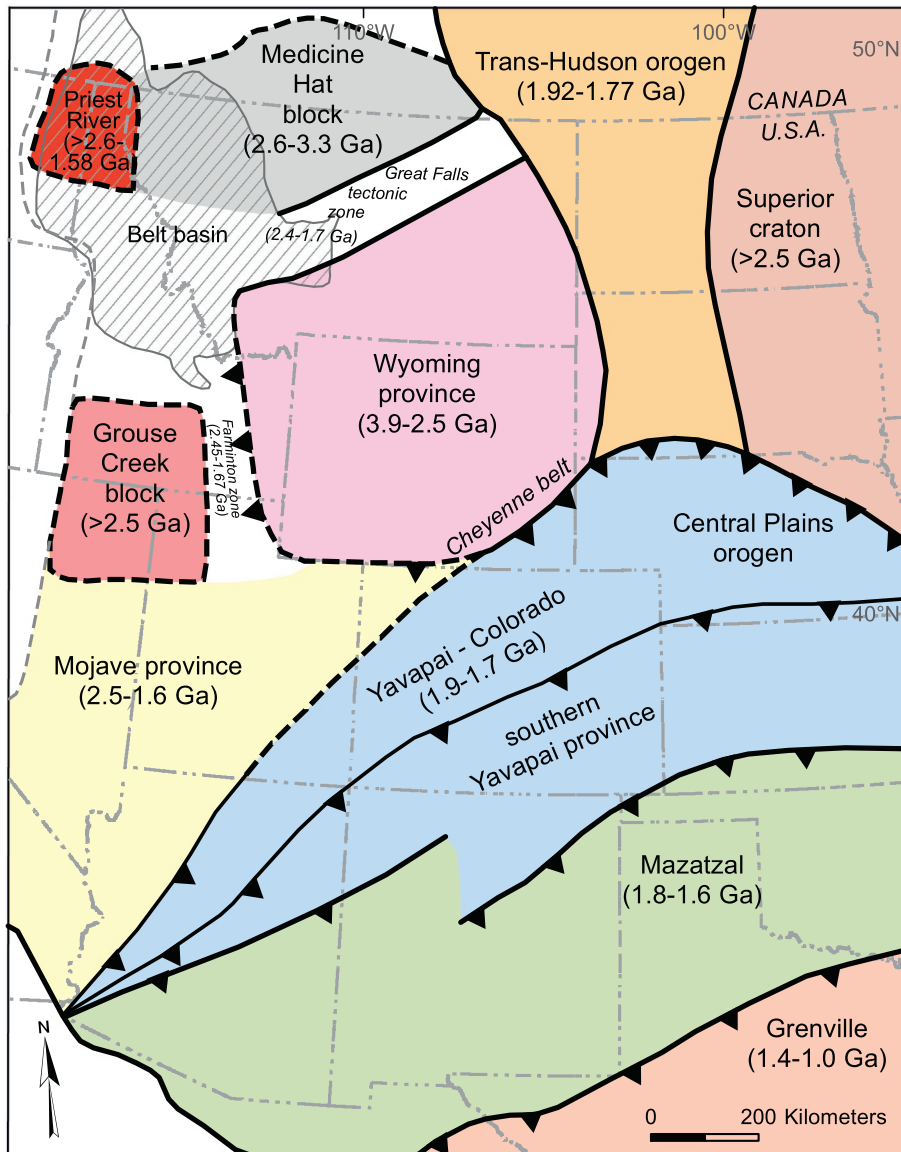 110°W
100°W
50°N
Medicine
Hat
block
(2.6-3.3 Ga)
Trans-Hudson orogen
(1.92-1.77 Ga)
CANADA
U.S.A.
Priest
River
(>2.6-
1.58 Ga)
Great Falls
tectonic
zone
(2.4-1.7 Ga)
Belt basin
Superior
craton
(>2.5 Ga)
Wyoming
province
(3.9-2.5 Ga)
Grouse
Creek
block
(>2.5 Ga)
Farminton zone
(2.45-1.67 Ga)
Cheyenne belt
Central Plains
orogen
40°N
Yavapai - Colorado
(1.9-1.7 Ga)
Mojave province
(2.5-1.6 Ga)
southern
Yavapai province
Mazatzal
(1.8-1.6 Ga)
Grenville
(1.4-1.0 Ga)
N
0 200 Kilometers